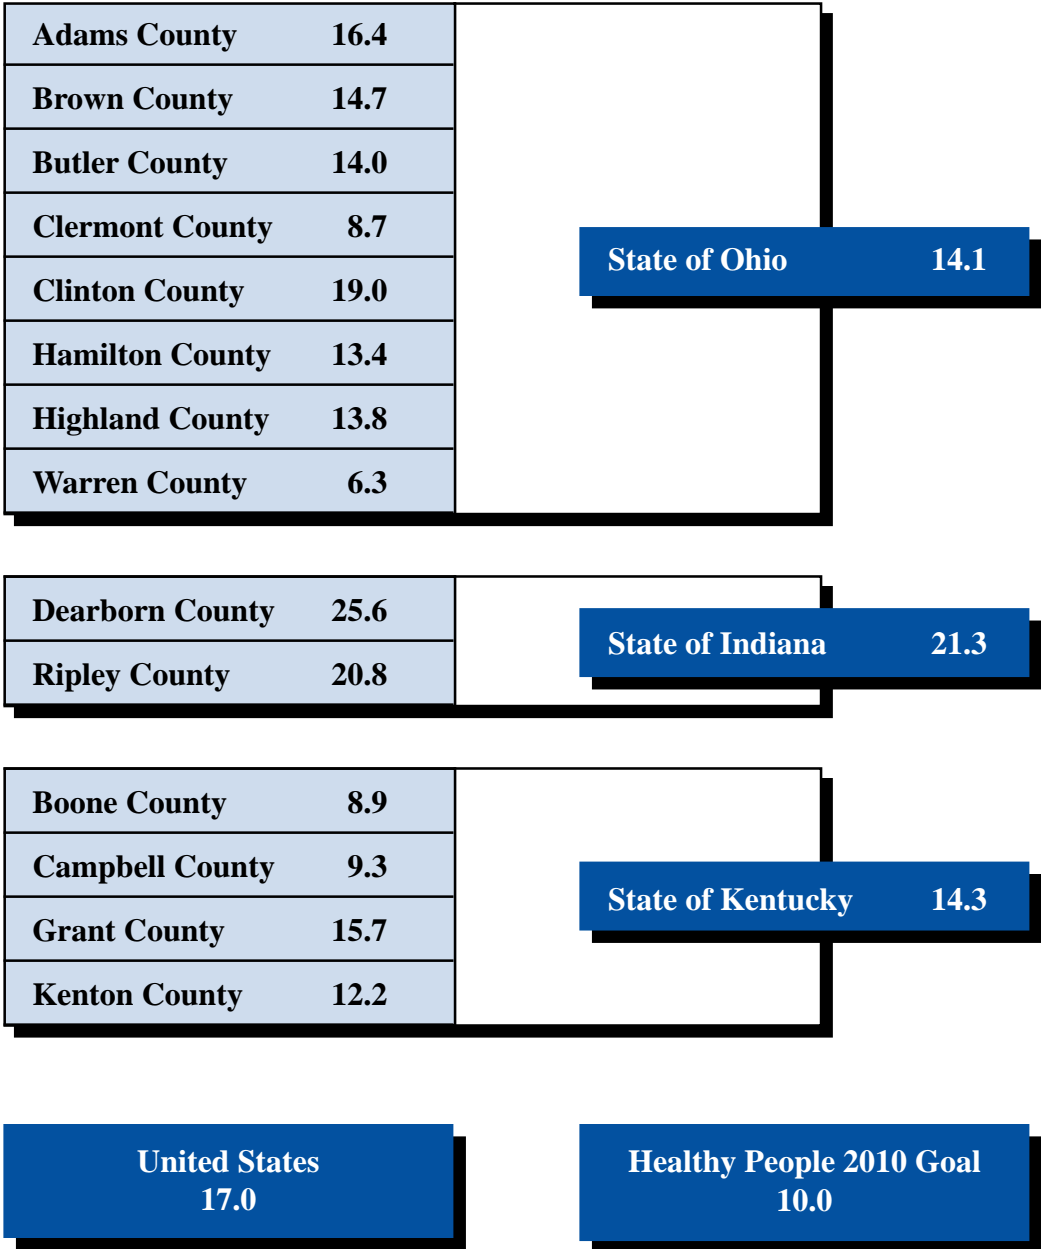 Adams County 16.4
Brown County 14.7
Butler County 14.0
Clermont County 8.7
Clinton County 19.0
Hamilton County 13.4
Highland County 13.8
Warren County 6.3
State of Ohio 14.1
Dearborn County 25.6
Ripley County 20.8
State of Indiana 21.3
Boone County 8.9
Campbell County 9.3
Grant County 15.7
Kenton County 12.2
State of Kentucky 14.3
United States
17.0
Healthy People 2010 Goal
10.0